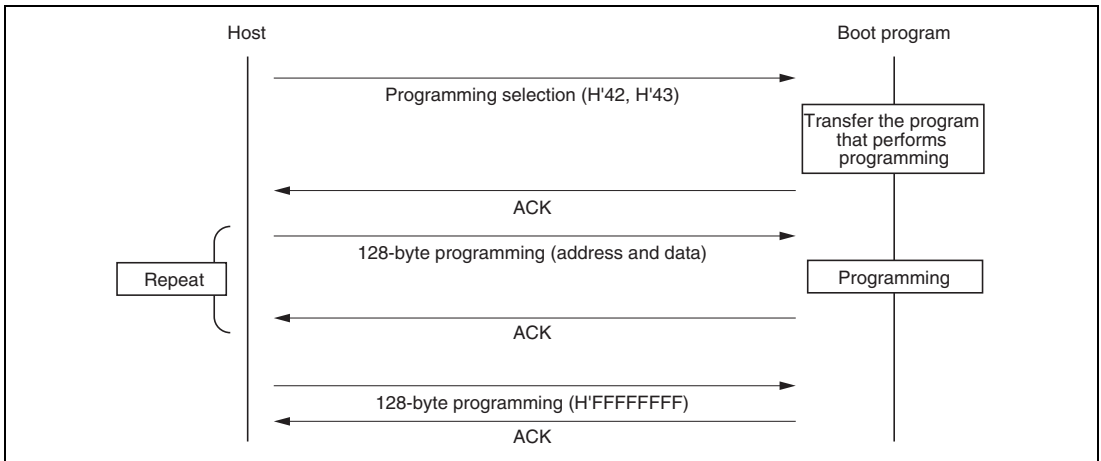 Host
Boot program
Programming selection (H'42, H'43)
Transfer the program
that performs
programming
ACK
128-byte programming (address and data)
Repeat
Programming
ACK
128-byte programming (H'FFFFFFFF)
ACK